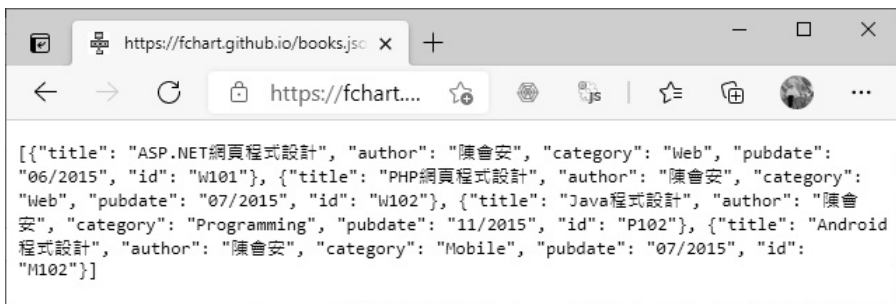 https://fchart.github.io/books.jsc
https://fchart....
js
[{"title": "ASP.NET網頁程式設計", "author": "陳會安", "category": "Web", "pubdate":
"06/2015", "id": "W101"}, {"title": "PHP網頁程式設計", "author": "陳會安", "category":
"Web", "pubdate": "07/2015", "id": "W102"}, {"title": "Java程式設計", "author": "陳會
安", "category": "Programming", "pubdate": "11/2015", "id": "P102"}, {"title": "Android
程式設計", "author": "陳會安", "category": "Mobile", "pubdate": "07/2015", "id":
"M102"}]